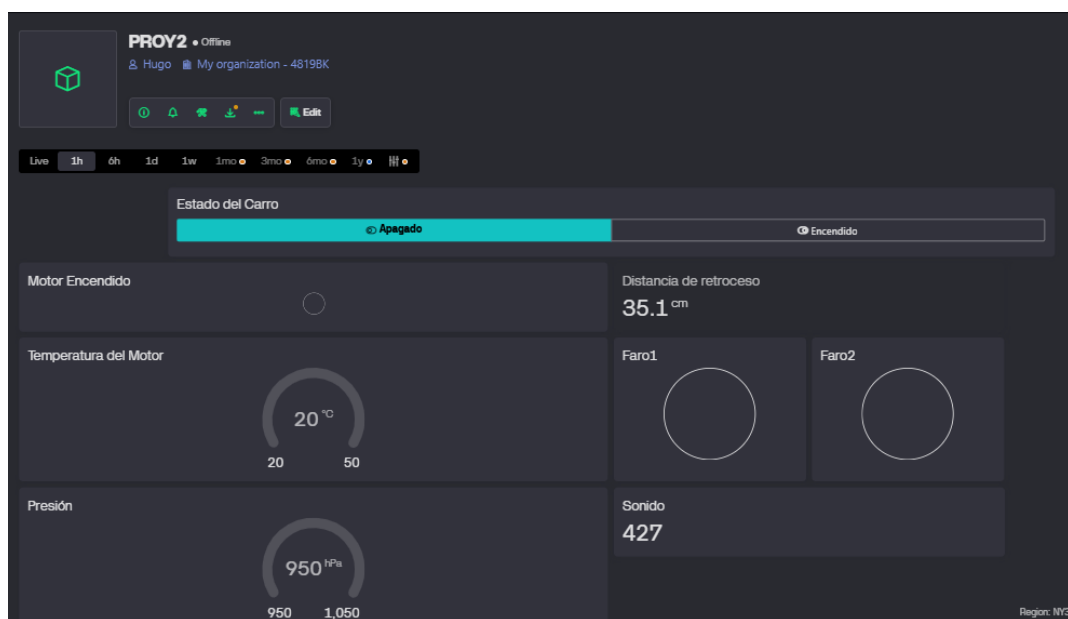 PROY2 • Offline
Hugo My organization - 4819BK
Edit
Live 1h 6h 1d 1w 1mo 3mo 6mo 1y
Estado del Carro
Apagado Encendido
Motor Encendido
Distancia de retroceso
35.1 cm
Temperatura del Motor
20 °C
20 50
Faro1
Faro2
Presión
950 hPa
950 1,050
Sonido
427
Region: NY3